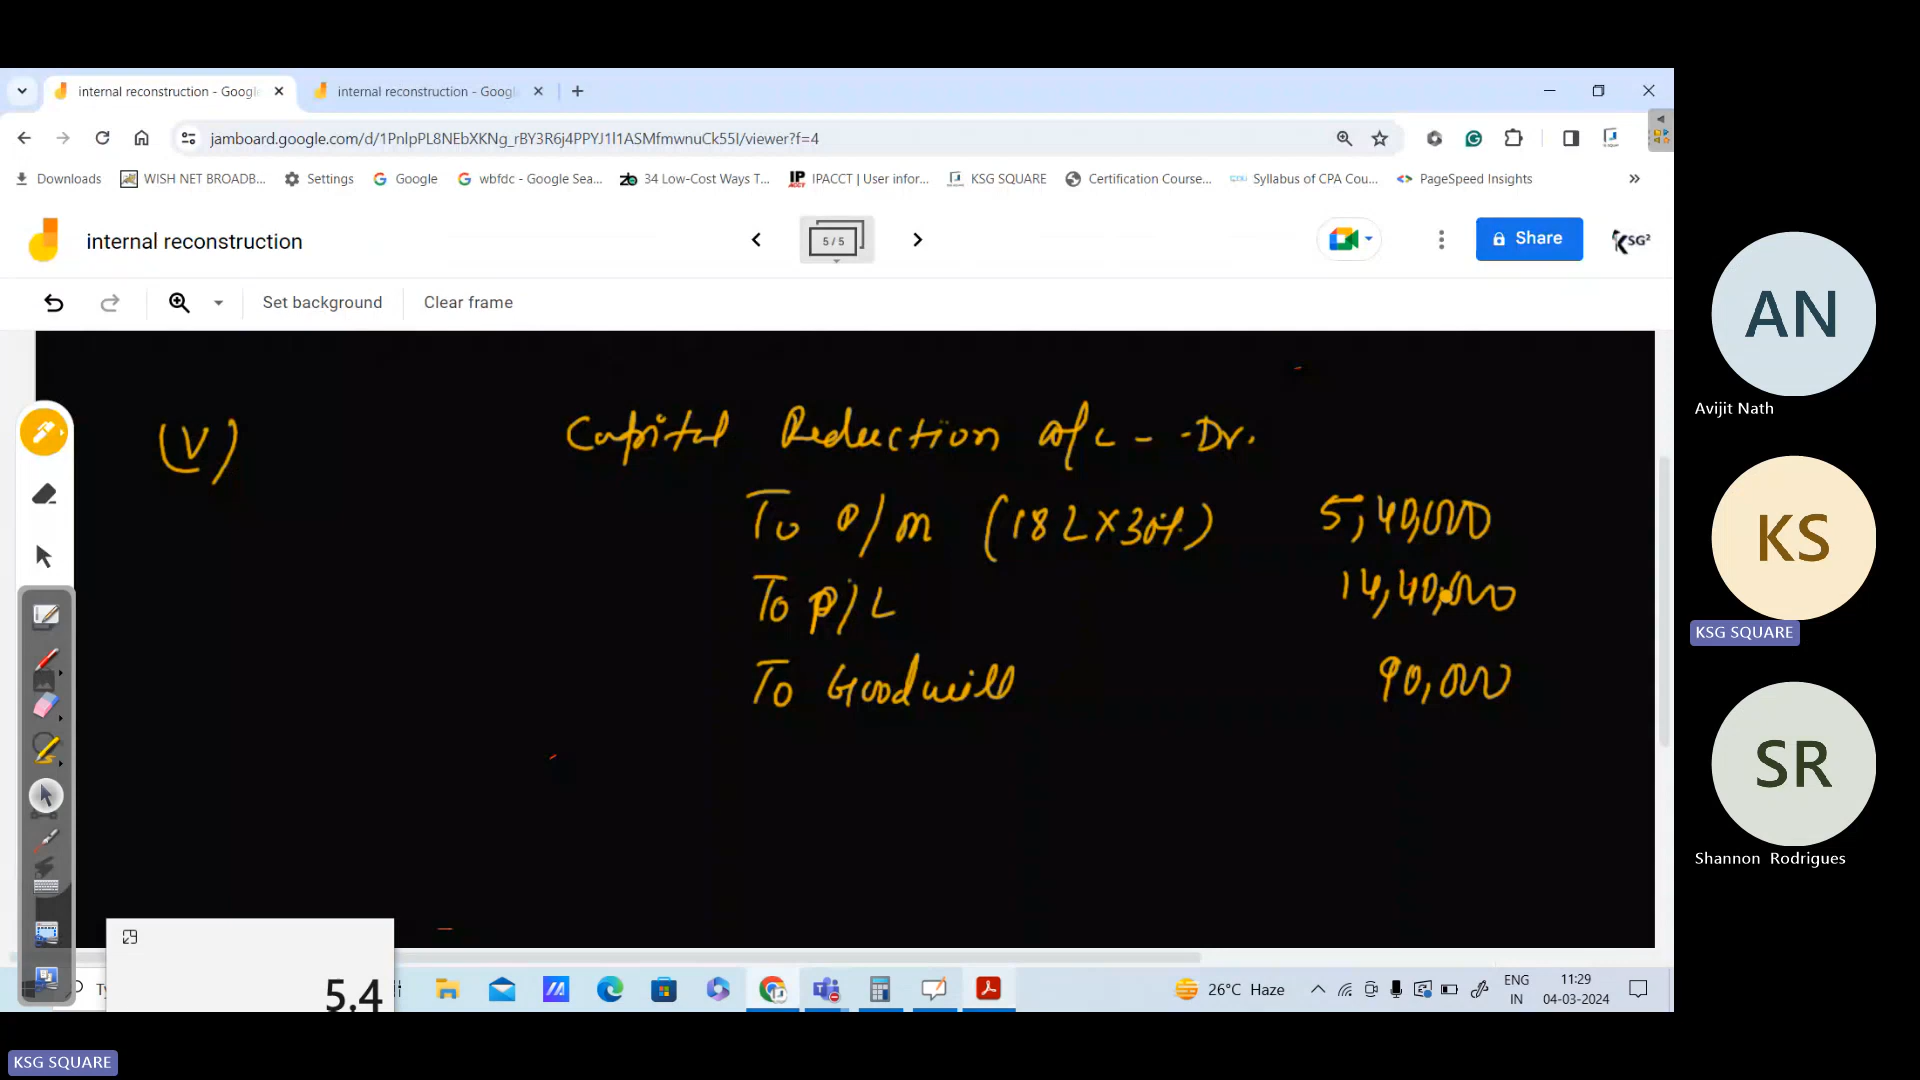 internal reconstruction - Google
internal reconstruction - Googl
jamboard.google.com/d/1PnlpPL8NEbXKNg_rBY3R6j4PPYJ1l1ASMfmwnuCk55I/viewer?f=4
Downloads
WISH NET BROADB...
Settings
Google
wbfdc - Google Sea...
34 Low-Cost Ways T...
IPACCT | User infor...
KSG SQUARE
Certification Course...
Syllabus of CPA Cou...
PageSpeed Insights
internal reconstruction
5 / 5
Share
KSG²
Set background
Clear frame
(V) Capital Reduction A/c - -Dr.
To P/M (18L×30%) 5,40,000
To P/L 14,40,000
To Goodwill 90,000
5.4
26°C Haze
ENG
IN
11:29
04-03-2024
AN
Avijit Nath
KS
KSG SQUARE
SR
Shannon Rodrigues
KSG SQUARE